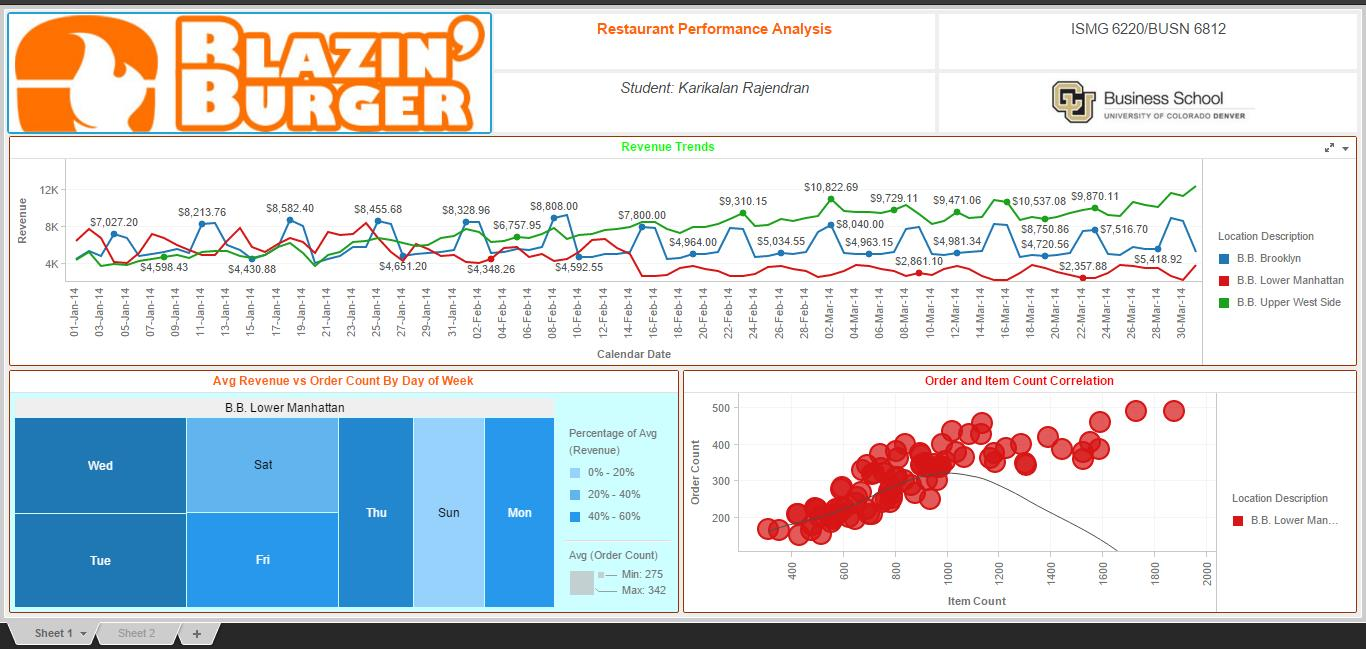 BLAZIN'
BURGER
Restaurant Performance Analysis
ISMG 6220/BUSN 6812
Student: Karikalan Rajendran
CU
Business School
UNIVERSITY OF COLORADO DENVER
Revenue Trends
Revenue
12K
8K
4K
$7,027.20
$4,598.43
$8,213.76
$4,430.88
$8,582.40
$8,455.68
$4,651.20
$8,328.96
$4,348.26
$6,757.95
$8,808.00
$4,592.55
$7,800.00
$4,964.00
$9,310.15
$5,034.55
$10,822.69
$8,040.00
$4,963.15
$9,729.11
$2,861.10
$9,471.06
$4,981.34
$10,537.08
$8,750.86
$4,720.56
$9,870.11
$7,516.70
$2,357.88
$5,418.92
01-Jan-14
03-Jan-14
05-Jan-14
07-Jan-14
09-Jan-14
11-Jan-14
13-Jan-14
15-Jan-14
17-Jan-14
19-Jan-14
21-Jan-14
23-Jan-14
25-Jan-14
27-Jan-14
29-Jan-14
31-Jan-14
02-Feb-14
04-Feb-14
06-Feb-14
08-Feb-14
10-Feb-14
12-Feb-14
14-Feb-14
16-Feb-14
18-Feb-14
20-Feb-14
22-Feb-14
24-Feb-14
26-Feb-14
28-Feb-14
02-Mar-14
04-Mar-14
06-Mar-14
08-Mar-14
10-Mar-14
12-Mar-14
14-Mar-14
16-Mar-14
18-Mar-14
20-Mar-14
22-Mar-14
24-Mar-14
26-Mar-14
28-Mar-14
30-Mar-14
Calendar Date
Location Description
B.B. Brooklyn
B.B. Lower Manhattan
B.B. Upper West Side
Avg Revenue vs Order Count By Day of Week
B.B. Lower Manhattan
Wed
Sat
Thu
Sun
Mon
Tue
Fri
Percentage of Avg
(Revenue)
0% - 20%
20% - 40%
40% - 60%
Avg (Order Count)
Min: 275
Max: 342
Order and Item Count Correlation
Order Count
500
400
300
200
400
600
800
1000
1200
1400
1600
1800
2000
Item Count
Location Description
B.B. Lower Man...
Sheet 1
Sheet 2
+